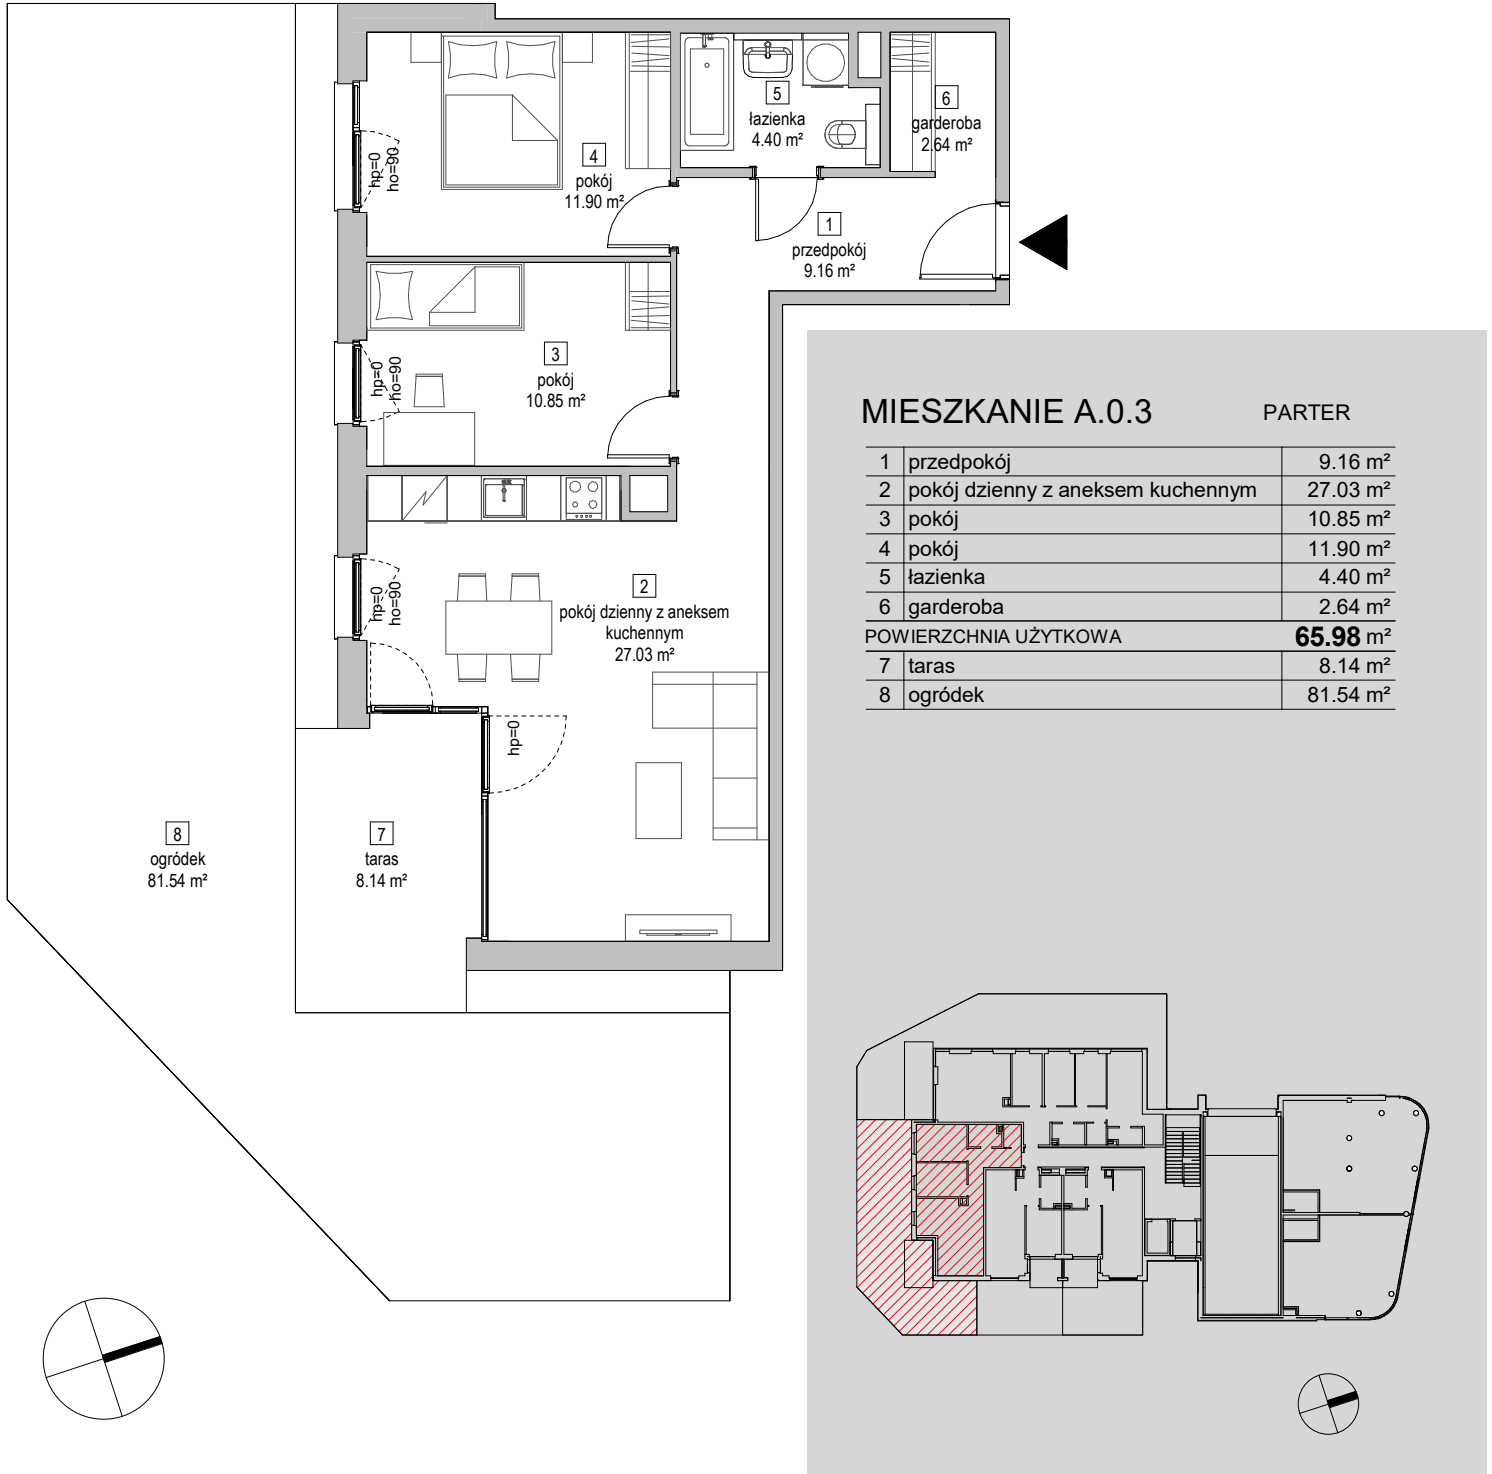 5
łazienka
4.40 m²
6
garderoba
2.64 m²
4
pokój
11.90 m²
hp=0
ho=90
1
przedpokój
9.16 m²
3
pokój
10.85 m²
hp=0
ho=90
2
pokój dzienny z aneksem
kuchennym
27.03 m²
hp=0
ho=90
hp=0
8
ogródek
81.54 m²
7
taras
8.14 m²
MIESZKANIE A.0.3 PARTER
1 przedpokój 9.16 m²
2 pokój dzienny z aneksem kuchennym 27.03 m²
3 pokój 10.85 m²
4 pokój 11.90 m²
5 łazienka 4.40 m²
6 garderoba 2.64 m²
POWIERZCHNIA UŻYTKOWA 65.98 m²
7 taras 8.14 m²
8 ogródek 81.54 m²